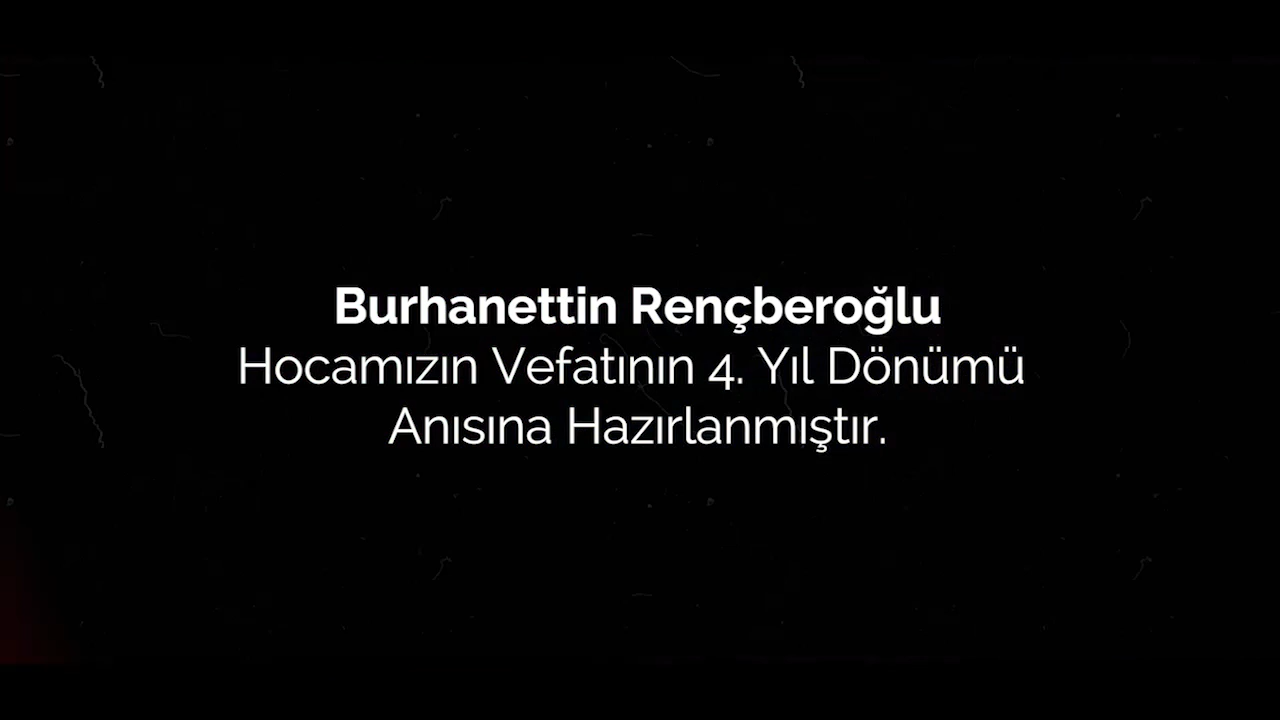 Burhanettin Rençberoğlu
Hocamızın Vefatının 4. Yıl Dönümü
Anısına Hazırlanmıştır.